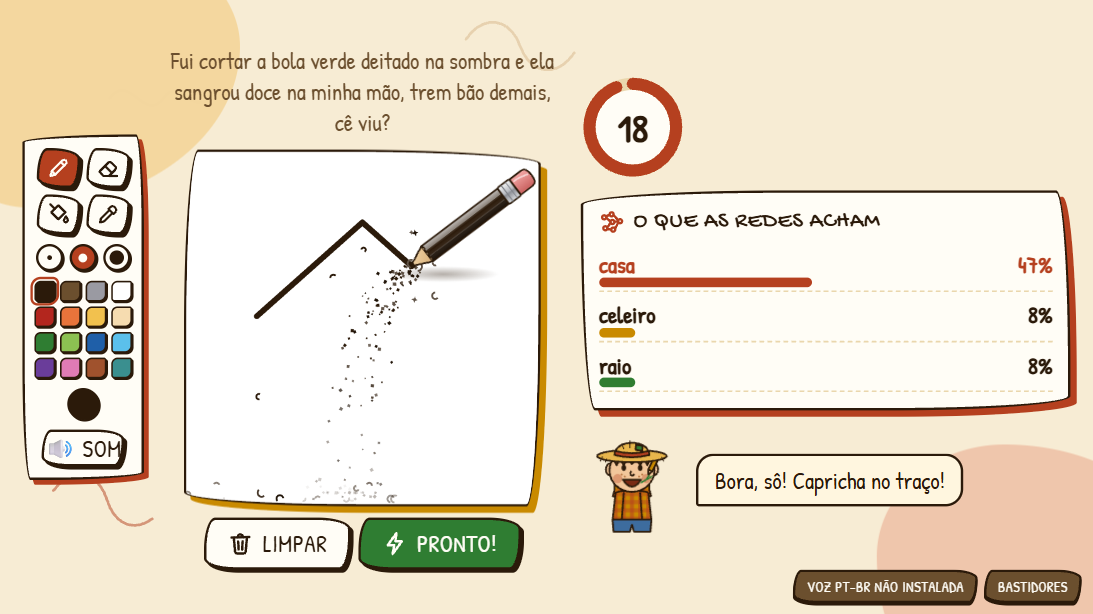 Fui cortar a bola verde deitado na sombra e ela
sangrou doce na minha mão, trem bão demais,
cê viu?
18
O QUE AS REDES ACHAM
casa 47%
celeiro 8%
raio 8%
SOM
Bora, sô! Capricha no traço!
LIMPAR
PRONTO!
VOZ PT-BR NÃO INSTALADA
BASTIDORES